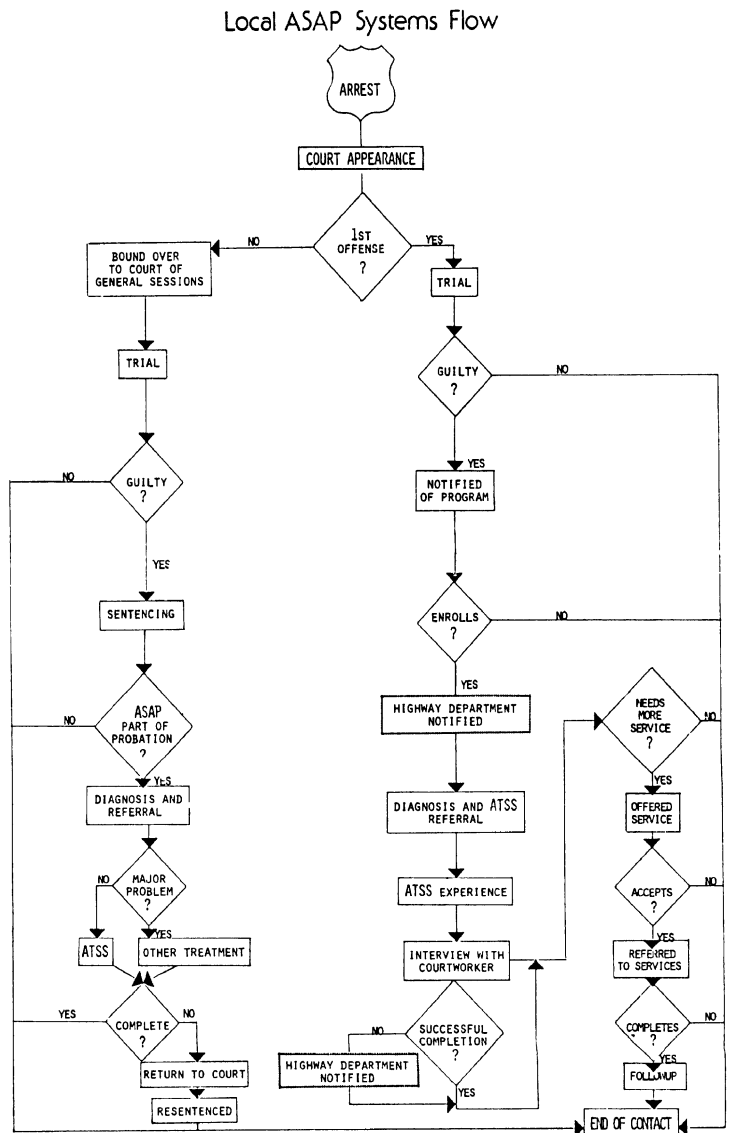 Local ASAP Systems Flow
ARREST
COURT APPEARANCE
1ST
OFFENSE
?
NO
YES
BOUND OVER
TO COURT OF
GENERAL SESSIONS
TRIAL
TRIAL
GUILTY
?
NO
GUILTY
?
NO
YES
NOTIFIED
OF PROGRAM
YES
SENTENCING
ENROLLS
?
NO
YES
ASAP
PART OF
PROBATION
?
NO
YES
HIGHWAY DEPARTMENT
NOTIFIED
NEEDS
MORE
SERVICE
?
NO
YES
DIAGNOSIS AND
REFERRAL
DIAGNOSIS AND ATSS
REFERRAL
OFFERED
SERVICE
MAJOR
PROBLEM
?
NO
YES
ATSS EXPERIENCE
ACCEPTS
?
NO
YES
ATSS
OTHER TREATMENT
INTERVIEW WITH
COURTWORKER
REFERRED
TO SERVICES
COMPLETE
?
YES
NO
SUCCESSFUL
COMPLETION
?
NO
YES
COMPLETES
?
NO
YES
RETURN TO COURT
HIGHWAY DEPARTMENT
NOTIFIED
FOLLOWUP
RESENTENCED
END OF CONTACT